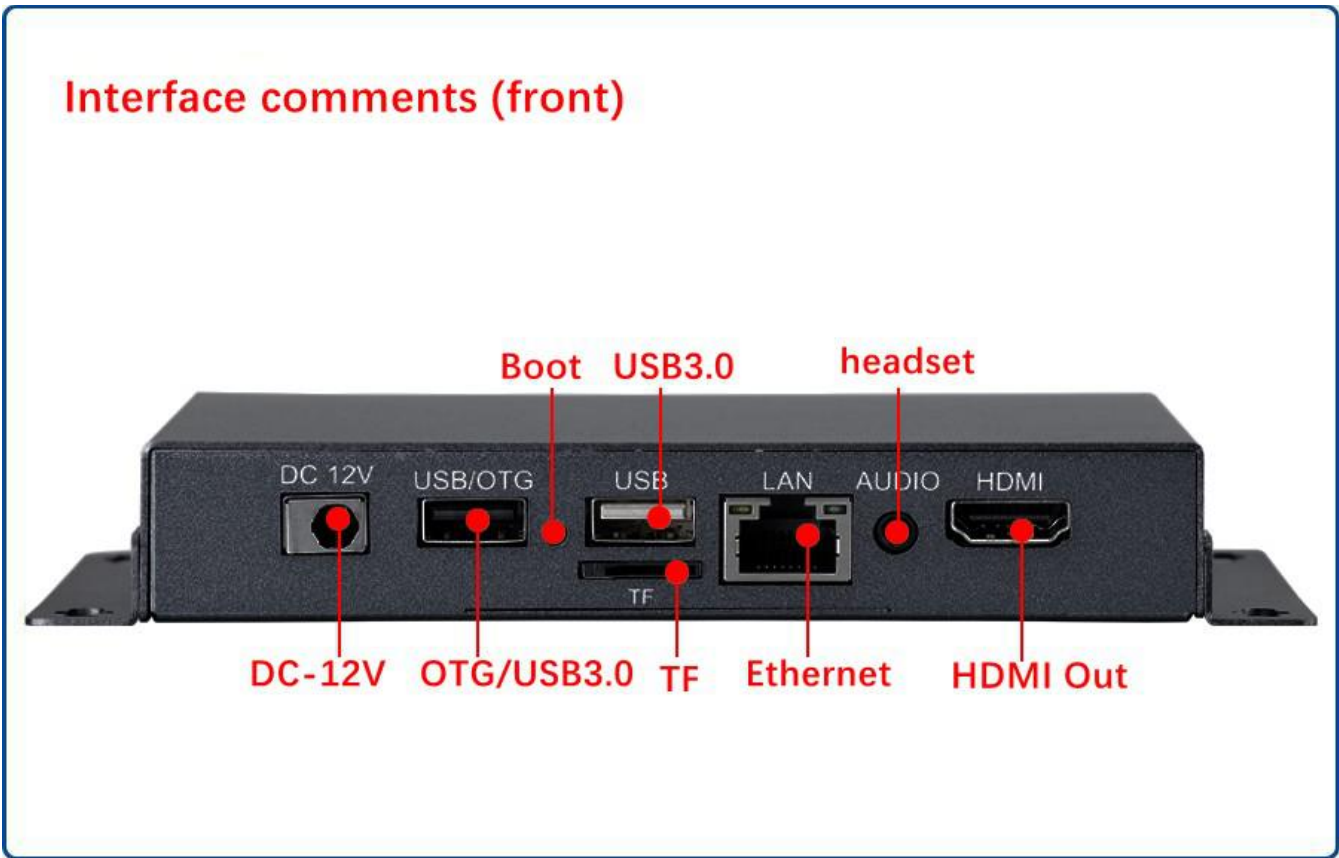 Interface comments (front)
Boot USB3.0 headset
DC 12V USB/OTG USB LAN AUDIO HDMI
TF
DC-12V OTG/USB3.0 TF Ethernet HDMI Out